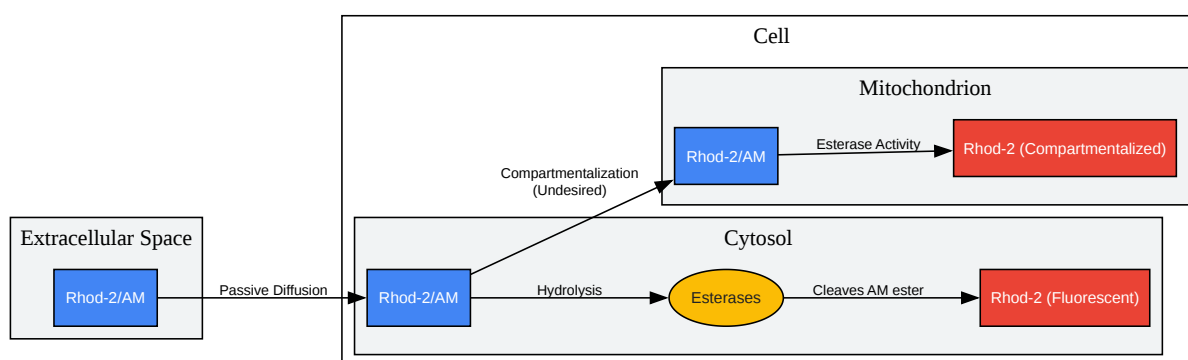 Cell
Mitochondrion
Rhod-2/AM
Esterase Activity
Rhod-2 (Compartmentalized)
Compartmentalization
(Undesired)
Extracellular Space
Rhod-2/AM
Passive Diffusion
Cytosol
Rhod-2/AM
Hydrolysis
Esterases
Cleaves AM ester
Rhod-2 (Fluorescent)